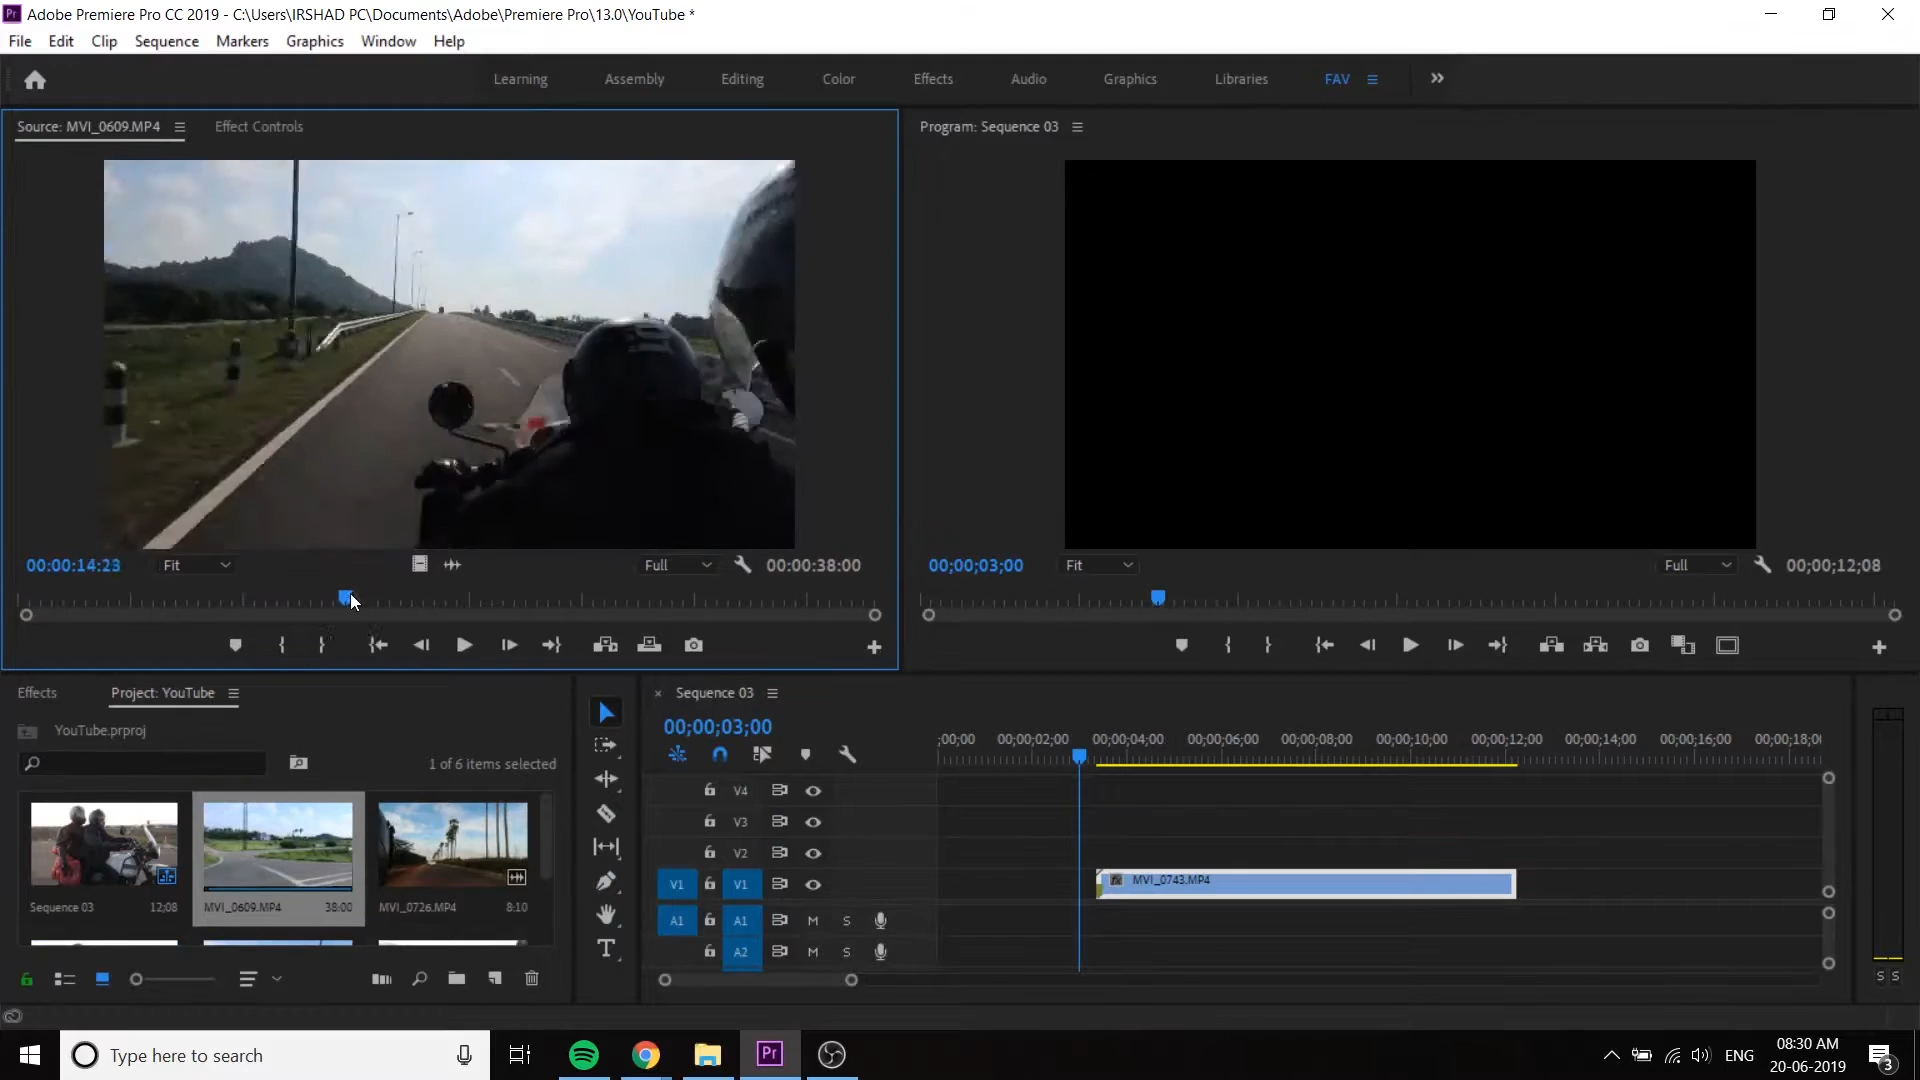 Pr Adobe Premiere Pro CC 2019 - C:\Users\IRSHAD PC\Documents\Adobe\Premiere Pro\13.0\YouTube *
File Edit Clip Sequence Markers Graphics Window Help
Learning Assembly Editing Color Effects Audio Graphics Libraries FAV
Source: MVI_0609.MP4 Effect Controls
Program: Sequence 03
00:00:14:23 Fit Full 00:00:38:00
00;00;03;00 Fit Full 00;00;12;08
Effects Project: YouTube
YouTube.prproj
1 of 6 items selected
Sequence 03 12;08
MVI_0609.MP4 38:00
MVI_0726.MP4 8:10
Sequence 03
00;00;03;00
;00;00 00;00;02;00 00;00;04;00 00;00;06;00 00;00;08;00 00;00;10;00 00;00;12;00 00;00;14;00 00;00;16;00 00;00;18;0
V4
V3
V2
V1 V1 fx MVI_0743.MP4
A1 A1 M S
A2 M S
S S
Type here to search
Pr
ENG
08:30 AM
20-06-2019
3